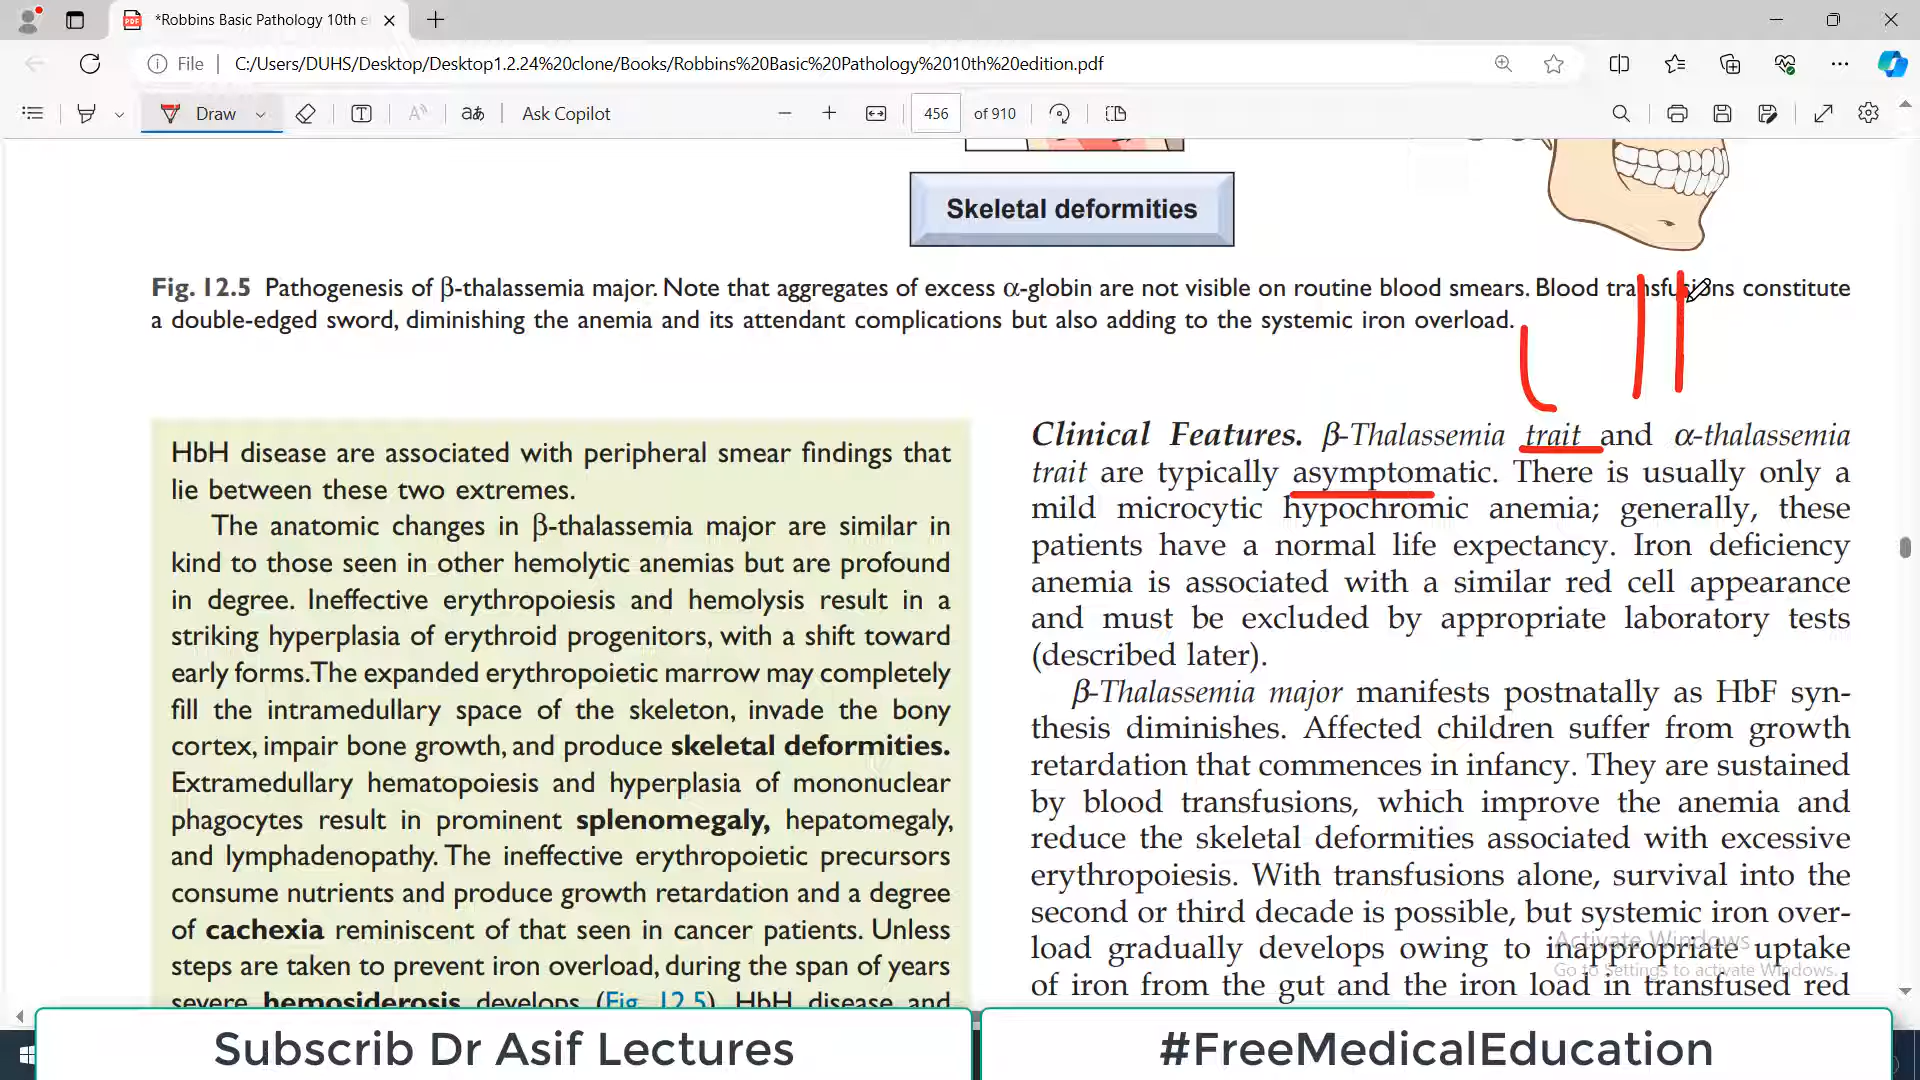 *Robbins Basic Pathology 10th e
File
C:/Users/DUHS/Desktop/Desktop1.2.24%20clone/Books/Robbins%20Basic%20Pathology%2010th%20edition.pdf
Draw
Ask Copilot
456 of 910
Skeletal deformities
Fig. 12.5 Pathogenesis of β-thalassemia major. Note that aggregates of excess α-globin are not visible on routine blood smears. Blood transfusions constitute
a double-edged sword, diminishing the anemia and its attendant complications but also adding to the systemic iron overload.
HbH disease are associated with peripheral smear findings that
lie between these two extremes.
The anatomic changes in β-thalassemia major are similar in
kind to those seen in other hemolytic anemias but are profound
in degree. Ineffective erythropoiesis and hemolysis result in a
striking hyperplasia of erythroid progenitors, with a shift toward
early forms. The expanded erythropoietic marrow may completely
fill the intramedullary space of the skeleton, invade the bony
cortex, impair bone growth, and produce skeletal deformities.
Extramedullary hematopoiesis and hyperplasia of mononuclear
phagocytes result in prominent splenomegaly, hepatomegaly,
and lymphadenopathy. The ineffective erythropoietic precursors
consume nutrients and produce growth retardation and a degree
of cachexia reminiscent of that seen in cancer patients. Unless
steps are taken to prevent iron overload, during the span of years
severe hemosiderosis develops (Fig. 12.5). HbH disease and
Clinical Features. β-Thalassemia trait and α-thalassemia
trait are typically asymptomatic. There is usually only a
mild microcytic hypochromic anemia; generally, these
patients have a normal life expectancy. Iron deficiency
anemia is associated with a similar red cell appearance
and must be excluded by appropriate laboratory tests
(described later).
β-Thalassemia major manifests postnatally as HbF syn-
thesis diminishes. Affected children suffer from growth
retardation that commences in infancy. They are sustained
by blood transfusions, which improve the anemia and
reduce the skeletal deformities associated with excessive
erythropoiesis. With transfusions alone, survival into the
second or third decade is possible, but systemic iron over-
load gradually develops owing to inappropriate uptake
of iron from the gut and the iron load in transfused red
Activate Windows
Go to Settings to activate Windows.
Subscrib Dr Asif Lectures
#FreeMedicalEducation